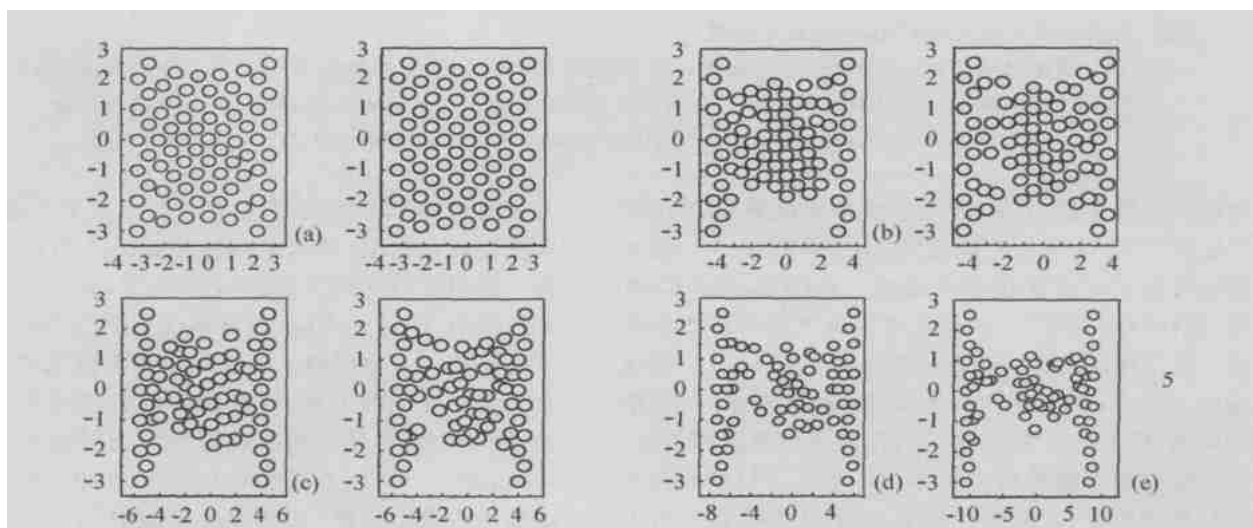 3 3 3 3
2 2 2 2
1 1 1 1
0 0 0 0
-1 -1 -1 -1
-2 -2 -2 -2
-3 (a) -3 -3 (b) -3
-4 -3 -2 -1 0 1 2 3 -4 -3 -2 -1 0 1 2 3 -4 -2 0 2 4 -4 -2 0 2 4
3 3 3 3
2 2 2 2
1 1 1 1
5
0 0 0 0
-1 -1 -1 -1
-2 -2 -2 -2
-3 (c) -3 -3 (d) -3 (e)
-6 -4 -2 0 2 4 6 -6 -4 -2 0 2 4 6 -8 -4 0 4 -10 -5 0 5 10